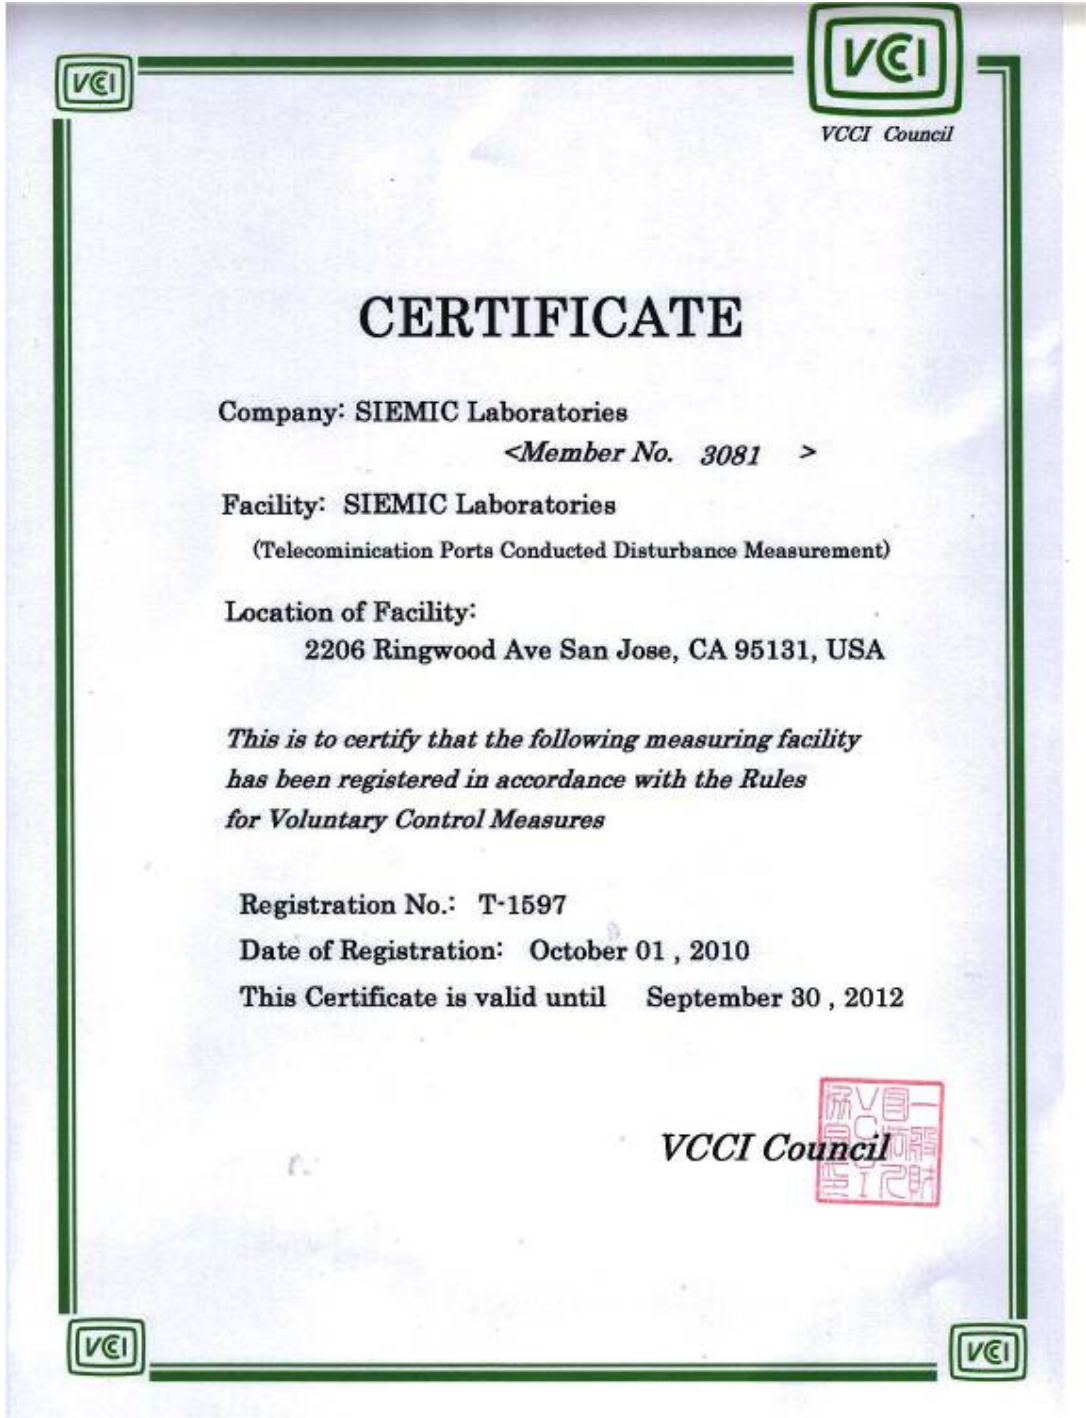 VCCI
VCCI
VCCI Council
CERTIFICATE
Company: SIEMIC Laboratories
<Member No. 3081 >
Facility: SIEMIC Laboratories
(Telecominication Ports Conducted Disturbance Measurement)
Location of Facility:
2206 Ringwood Ave San Jose, CA 95131, USA
This is to certify that the following measuring facility
has been registered in accordance with the Rules
for Voluntary Control Measures
Registration No.: T-1597
Date of Registration: October 01 , 2010
This Certificate is valid until September 30 , 2012
VCCI Council
VCCI
VCCI